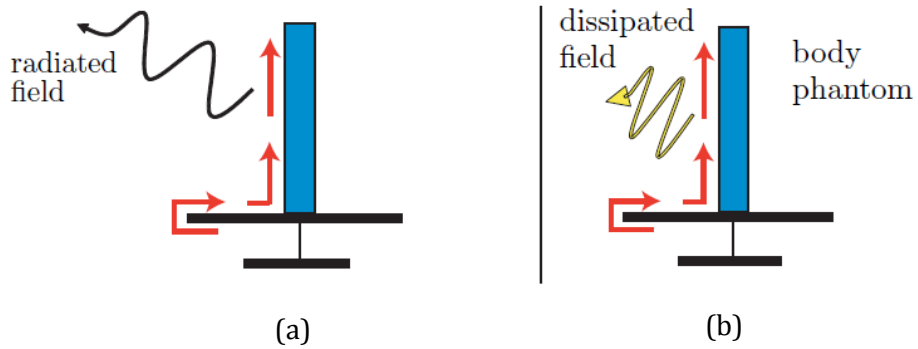 radiated
field
dissipated
field
body
phantom
(a)
(b)